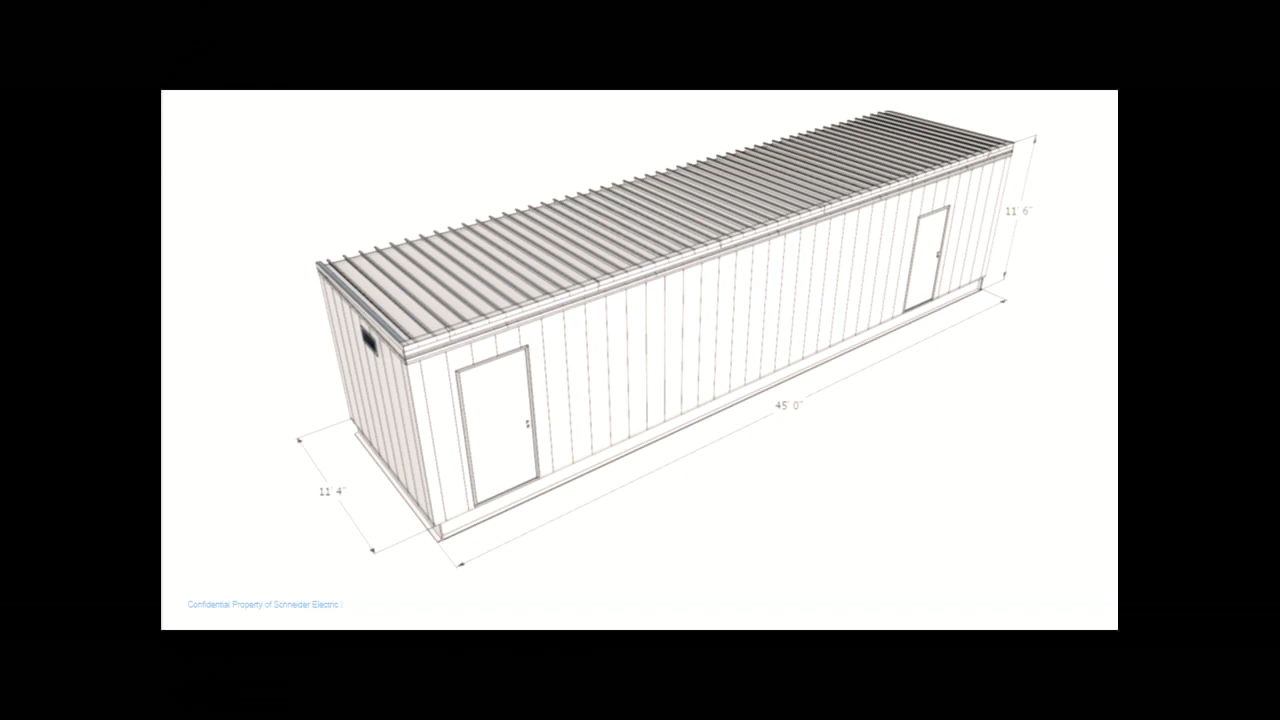 11' 6"
45' 0"
11' 4"
Confidential Property of Schneider Electric |